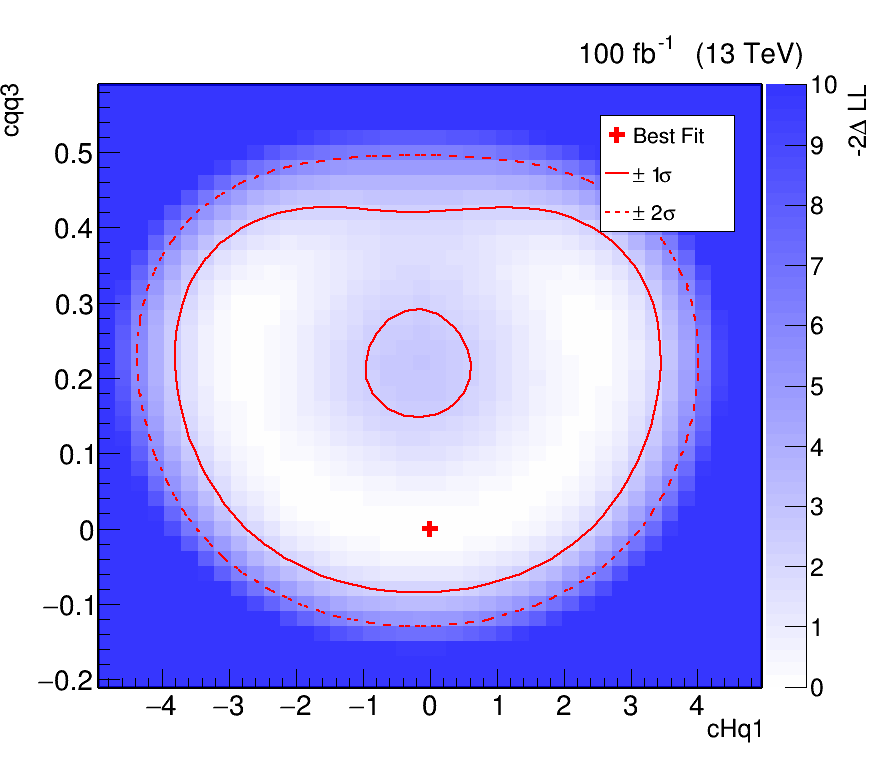 100 fb-1 (13 TeV)
cqq3
-2Δ LL
Best Fit
± 1σ
± 2σ
0.5
0.4
0.3
0.2
0.1
0
−0.1
−0.2
−4 −3 −2 −1 0 1 2 3 4
cHq1
10
9
8
7
6
5
4
3
2
1
0